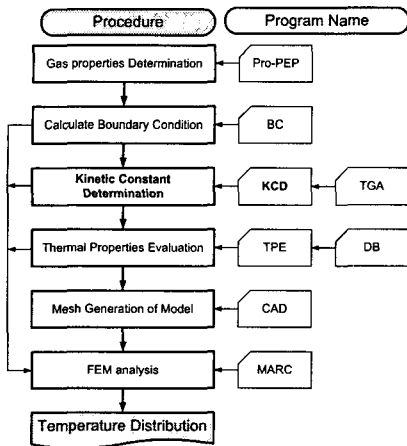 Procedure Program Name
Gas properties Determination Pro-PEP
Calculate Boundary Condition BC
Kinetic Constant
Determination KCD TGA
Thermal Properties Evaluation TPE DB
Mesh Generation of Model CAD
FEM analysis MARC
Temperature Distribution